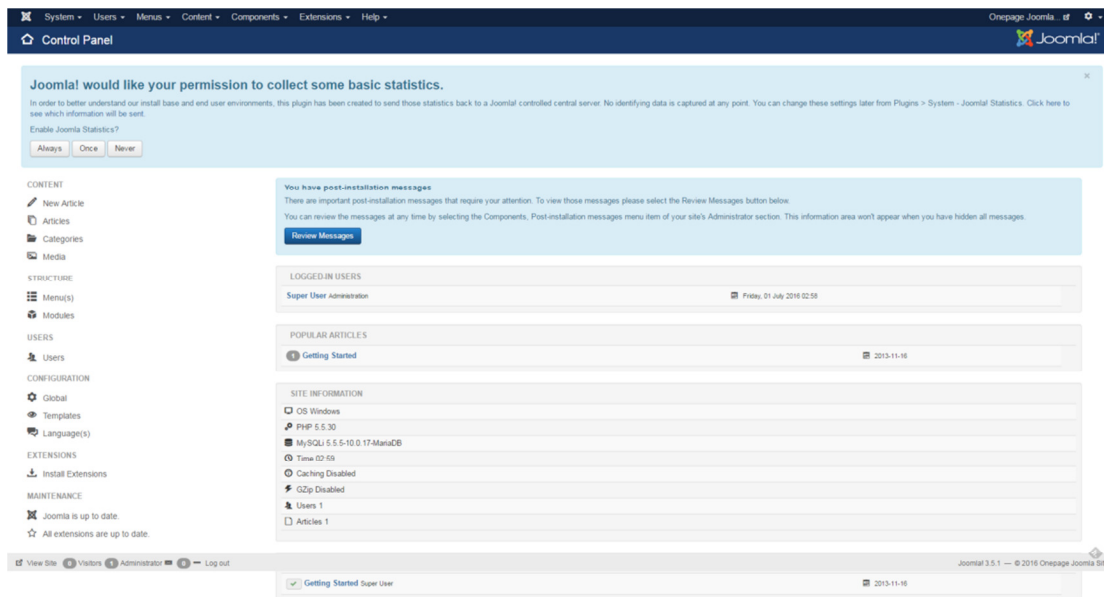 System Users Menus Content Components Extensions Help Onepage Joomla...
Control Panel Joomla!
Joomla! would like your permission to collect some basic statistics. ×
In order to better understand our install base and end user environments, this plugin has been created to send those statistics back to a Joomla! controlled central server. No identifying data is captured at any point. You can change these settings later from Plugins > System - Joomla! Statistics. Click here to
see which information will be sent.
Enable Joomla Statistics?
Always Once Never
CONTENT
New Article
Articles
Categories
Media
STRUCTURE
Menu(s)
Modules
USERS
Users
CONFIGURATION
Global
Templates
Language(s)
EXTENSIONS
Install Extensions
MAINTENANCE
Joomla is up to date.
All extensions are up to date.
You have post-installation messages
There are important post-installation messages that require your attention. To view those messages please select the Review Messages button below.
You can review the messages at any time by selecting the Components, Post-installation messages menu item of your site's Administrator section. This information area won't appear when you have hidden all messages.
Review Messages
LOGGED-IN USERS
Super User Administration Friday, 01 July 2016 02:58
POPULAR ARTICLES
1 Getting Started 2013-11-16
SITE INFORMATION
OS Windows
PHP 5.5.30
MySQLi 5.5.5-10.0.17-MariaDB
Time 02:59
Caching Disabled
GZip Disabled
Users 1
Articles 1
View Site 0 Visitors 1 Administrator 0 Log out Joomla! 3.5.1 — © 2016 Onepage Joomla Sit
Getting Started Super User 2013-11-16